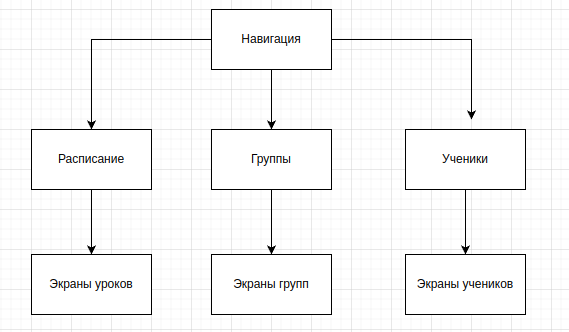 Навигация
Расписание
Группы
Ученики
Экраны уроков
Экраны групп
Экраны учеников